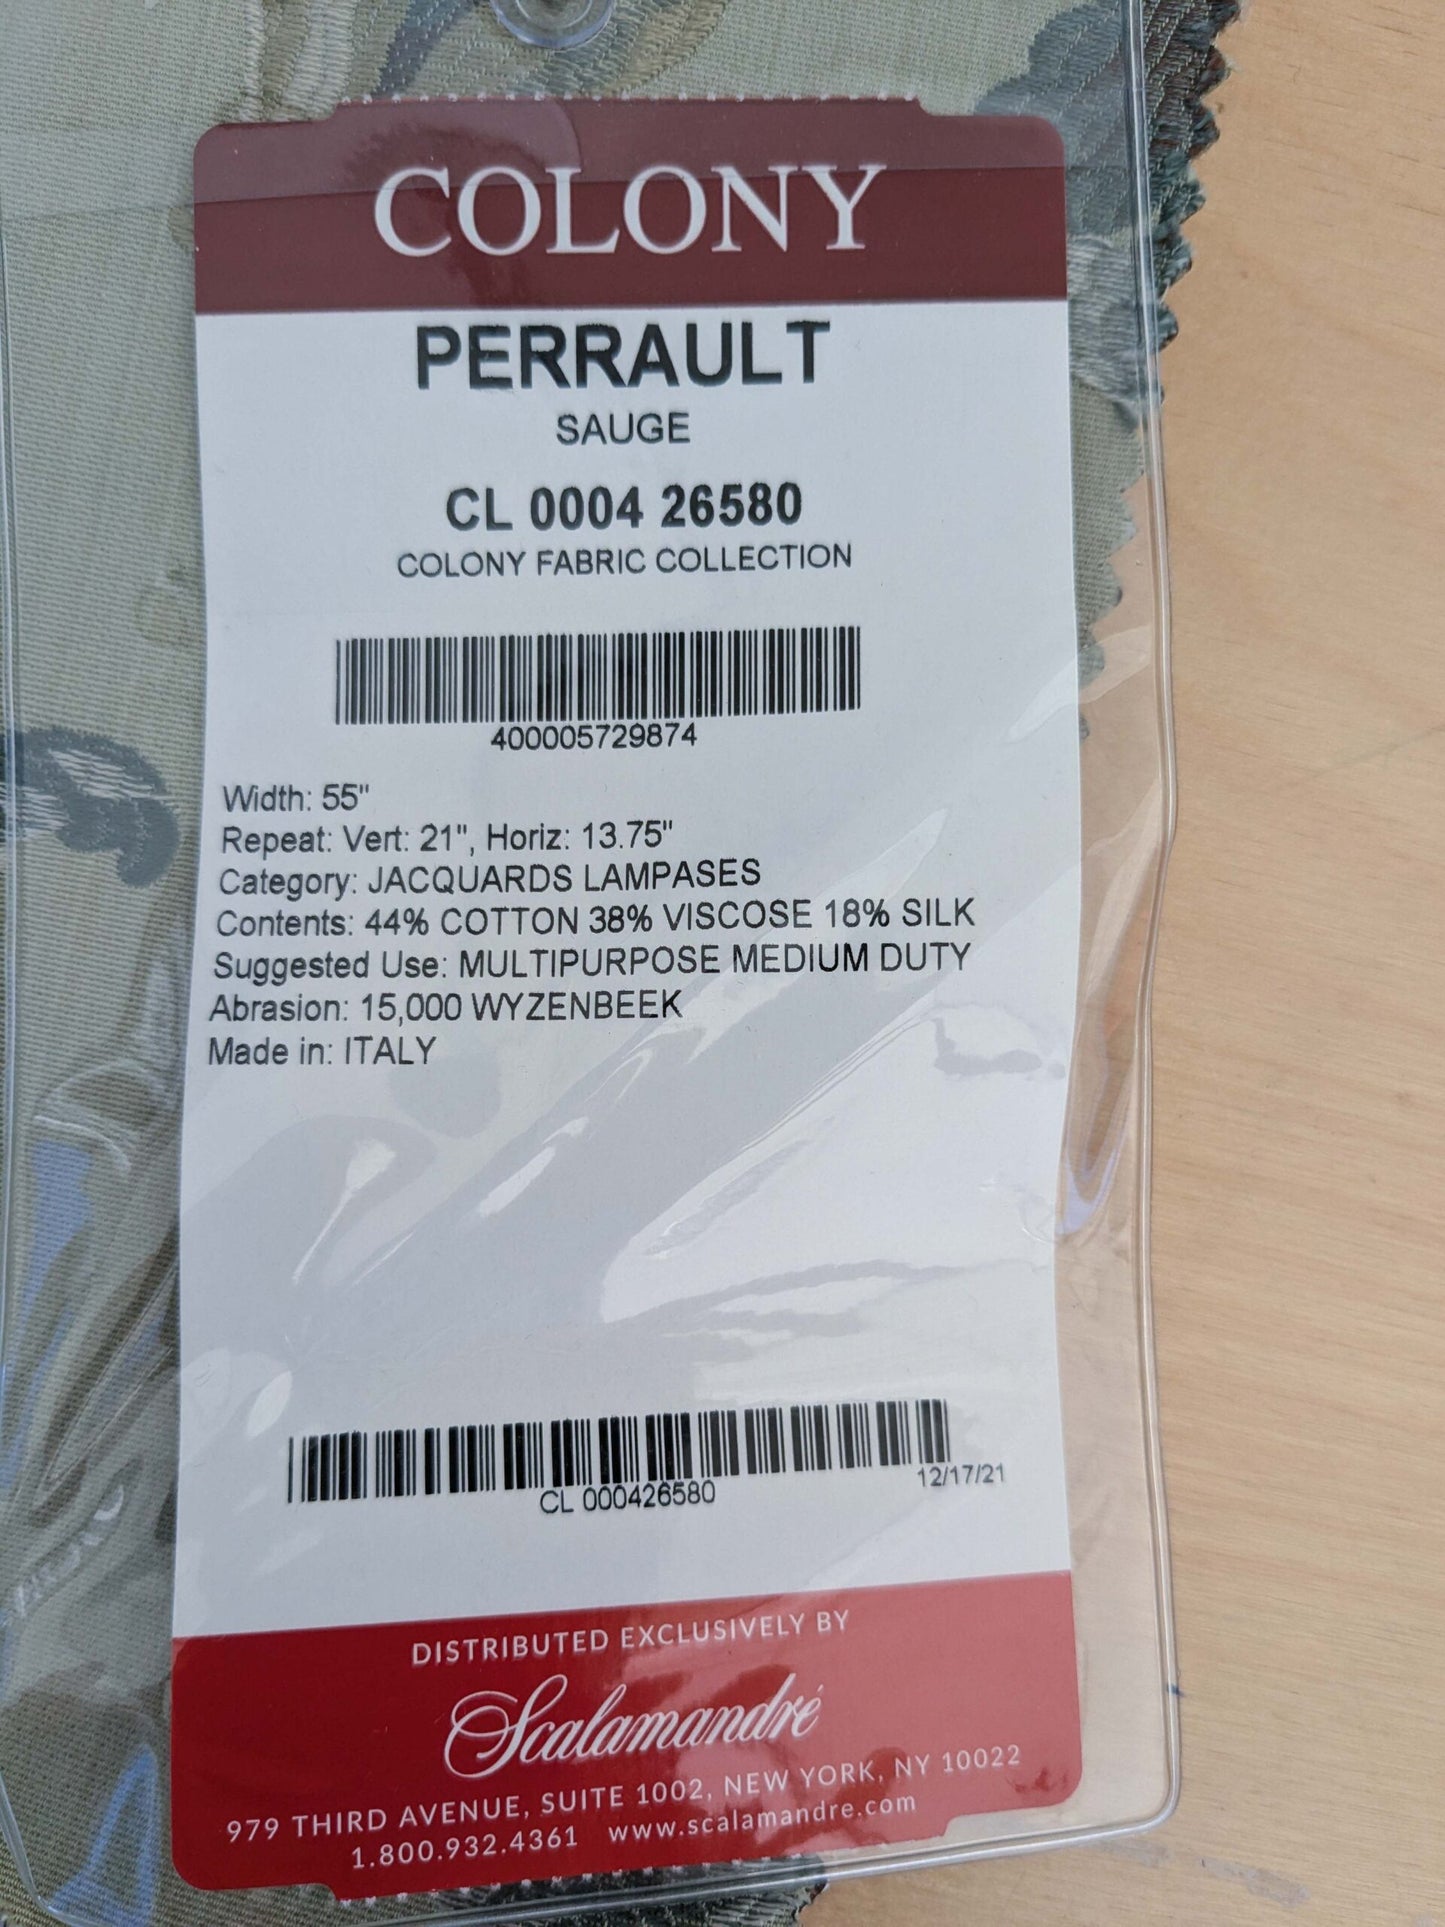 COLONY
PERRAULT
SAUGE
CL 0004 26580
COLONY FABRIC COLLECTION
400005729874
Width: 55"
Repeat: Vert: 21", Horiz: 13.75"
Category: JACQUARDS LAMPASES
Contents: 44% COTTON 38% VISCOSE 18% SILK
Suggested Use: MULTIPURPOSE MEDIUM DUTY
Abrasion: 15,000 WYZENBEEK
Made in: ITALY
CL 000426580
12/17/21
DISTRIBUTED EXCLUSIVELY BY
Scalamandré
979 THIRD AVENUE, SUITE 1002, NEW YORK, NY 10022
1.800.932.4361 www.scalamandre.com